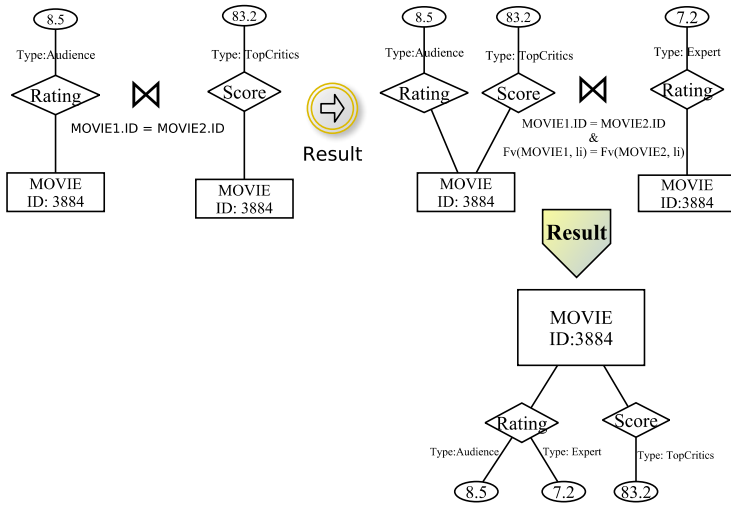 8.5
83.2
Type:Audience
Type: TopCritics
Rating
Score
MOVIE1.ID = MOVIE2.ID
MOVIE
ID: 3884
MOVIE
ID: 3884
Result
8.5
83.2
7.2
Type:Audience
Type: TopCritics
Type: Expert
Rating
Score
Rating
MOVIE1.ID = MOVIE2.ID
&
Fv(MOVIE1, li) = Fv(MOVIE2, li)
MOVIE
ID: 3884
MOVIE
ID:3884
Result
MOVIE
ID:3884
Rating
Score
Type:Audience
Type: Expert
Type: TopCritics
8.5
7.2
83.2